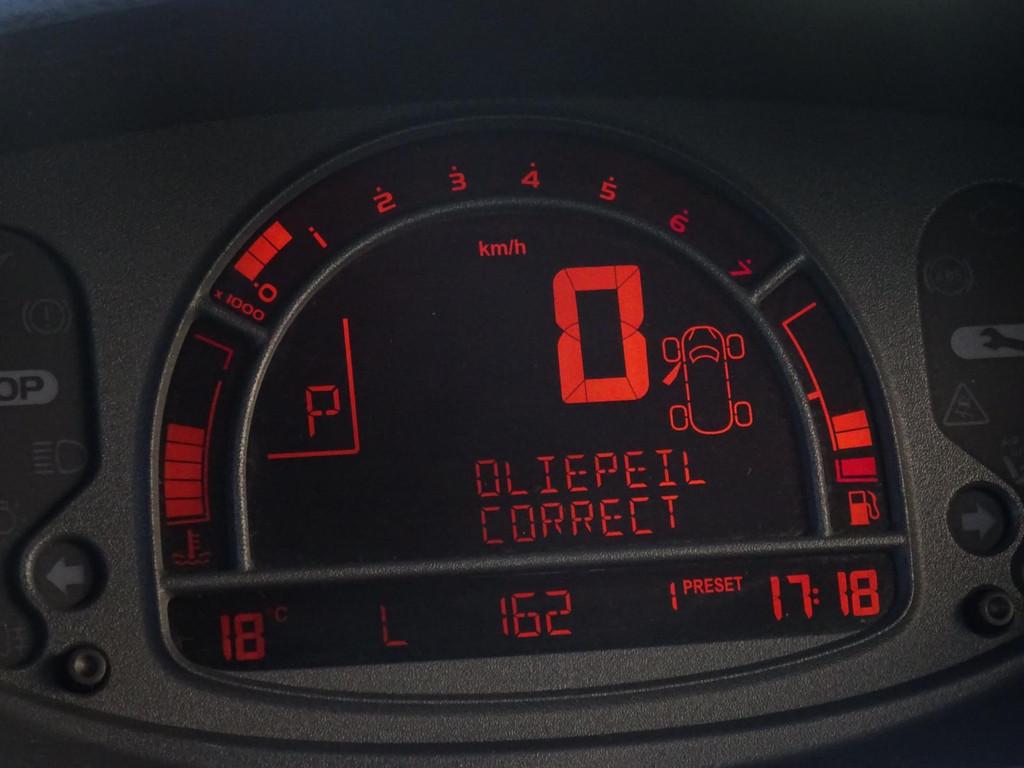 1 2 3 4 5 6 7
km/h
0
x 1000
0
P
OP
OLIEPEIL
CORRECT
18 °C L 162 1 PRESET 17:18